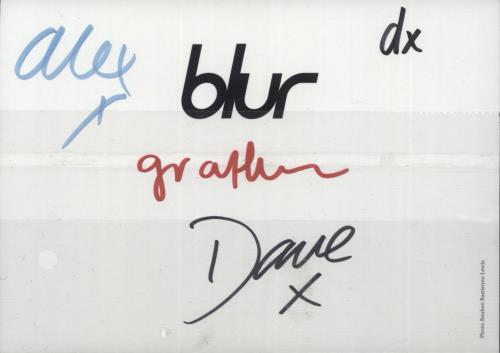 alex
x
dx
blur
graham
Dave
x
Photo: Reuben Bastienne-Lewis